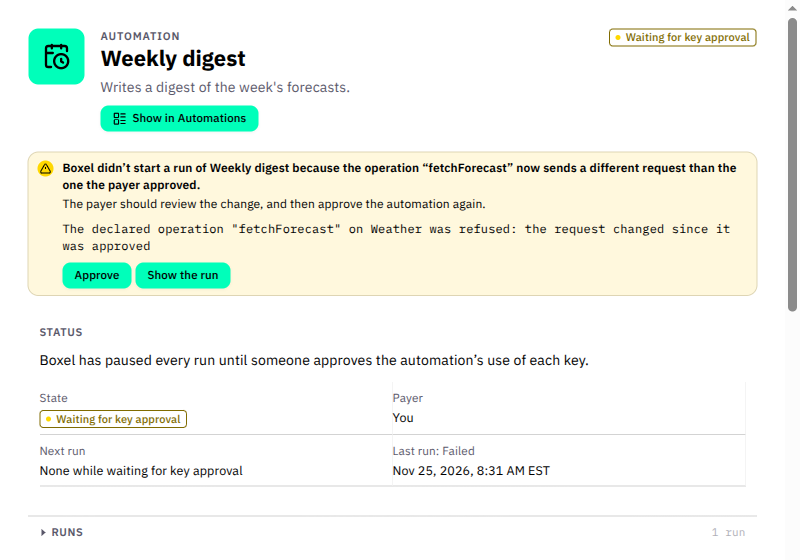 AUTOMATION
Weekly digest
Writes a digest of the week's forecasts.
Show in Automations
Waiting for key approval
Boxel didn’t start a run of Weekly digest because the operation “fetchForecast” now sends a different request than the
one the payer approved.
The payer should review the change, and then approve the automation again.
The declared operation "fetchForecast" on Weather was refused: the request changed since it
was approved
Approve
Show the run
STATUS
Boxel has paused every run until someone approves the automation’s use of each key.
State
Waiting for key approval
Payer
You
Next run
None while waiting for key approval
Last run: Failed
Nov 25, 2026, 8:31 AM EST
RUNS
1 run